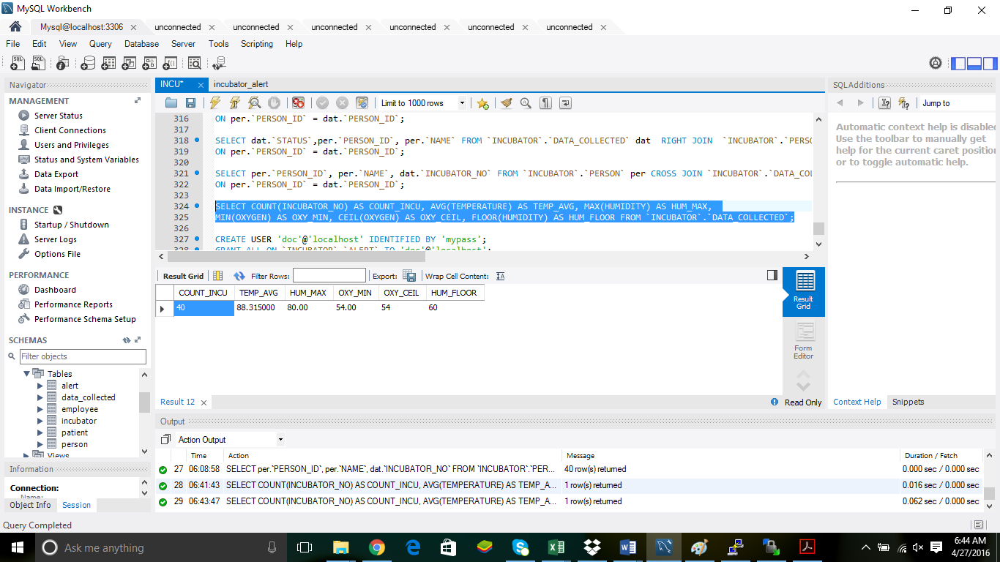 MySQL Workbench
Mysql@localhost:3306 × unconnected × unconnected × unconnected × unconnected × unconnected × unconnected ×
File Edit View Query Database Server Tools Scripting Help
Navigator
MANAGEMENT
Server Status
Client Connections
Users and Privileges
Status and System Variables
Data Export
Data Import/Restore
INSTANCE
Startup / Shutdown
Server Logs
Options File
PERFORMANCE
Dashboard
Performance Reports
Performance Schema Setup
SCHEMAS
Filter objects
Tables
alert
data_collected
employee
incubator
patient
person
Views
Information
Connection:
Name:
Object Info Session
INCU* × incubator_alert
Limit to 1000 rows
316 ON per.`PERSON_ID` = dat.`PERSON_ID`;
317
318 SELECT dat.`STATUS`,per.`PERSON_ID`, per.`NAME` FROM `INCUBATOR`.`DATA_COLLECTED` dat  RIGHT JOIN  `INCUBATOR`.`PERSO
319 ON per.`PERSON_ID` = dat.`PERSON_ID`;
320
321 SELECT per.`PERSON_ID`, per.`NAME`, dat.`INCUBATOR_NO` FROM `INCUBATOR`.`PERSON` per CROSS JOIN `INCUBATOR`.`DATA_COL
322 ON per.`PERSON_ID` = dat.`PERSON_ID`;
323
324 SELECT COUNT(INCUBATOR_NO) AS COUNT_INCU, AVG(TEMPERATURE) AS TEMP_AVG, MAX(HUMIDITY) AS HUM_MAX,
325 MIN(OXYGEN) AS OXY_MIN, CEIL(OXYGEN) AS OXY_CEIL, FLOOR(HUMIDITY) AS HUM_FLOOR FROM `INCUBATOR`.`DATA_COLLECTED`;
326
327 CREATE USER 'doc'@'localhost' IDENTIFIED BY 'mypass';
328 GRANT ALL ON `INCUBATOR`.`ALERT` TO 'doc'@'localhost';
Result Grid Filter Rows: Export: Wrap Cell Content:
COUNT_INCU TEMP_AVG HUM_MAX OXY_MIN OXY_CEIL HUM_FLOOR
40 88.315000 80.00 54.00 54 60
Result Grid
Form Editor
Result 12 × Read Only
SQLAdditions
Jump to
Automatic context help is disabled
Use the toolbar to manually get
help for the current caret position
or to toggle automatic help.
Context Help Snippets
Output
Action Output
Time Action Message Duration / Fetch
27 06:08:58 SELECT per.`PERSON_ID`, per.`NAME`, dat.`INCUBATOR_NO` FROM `INCUBATOR`.`PER... 40 row(s) returned 0.000 sec / 0.000 sec
28 06:41:43 SELECT COUNT(INCUBATOR_NO) AS COUNT_INCU, AVG(TEMPERATURE) AS TEMP_A... 1 row(s) returned 0.016 sec / 0.000 sec
29 06:43:47 SELECT COUNT(INCUBATOR_NO) AS COUNT_INCU, AVG(TEMPERATURE) AS TEMP_A... 1 row(s) returned 0.062 sec / 0.000 sec
Query Completed
Ask me anything
6:44 AM
4/27/2016